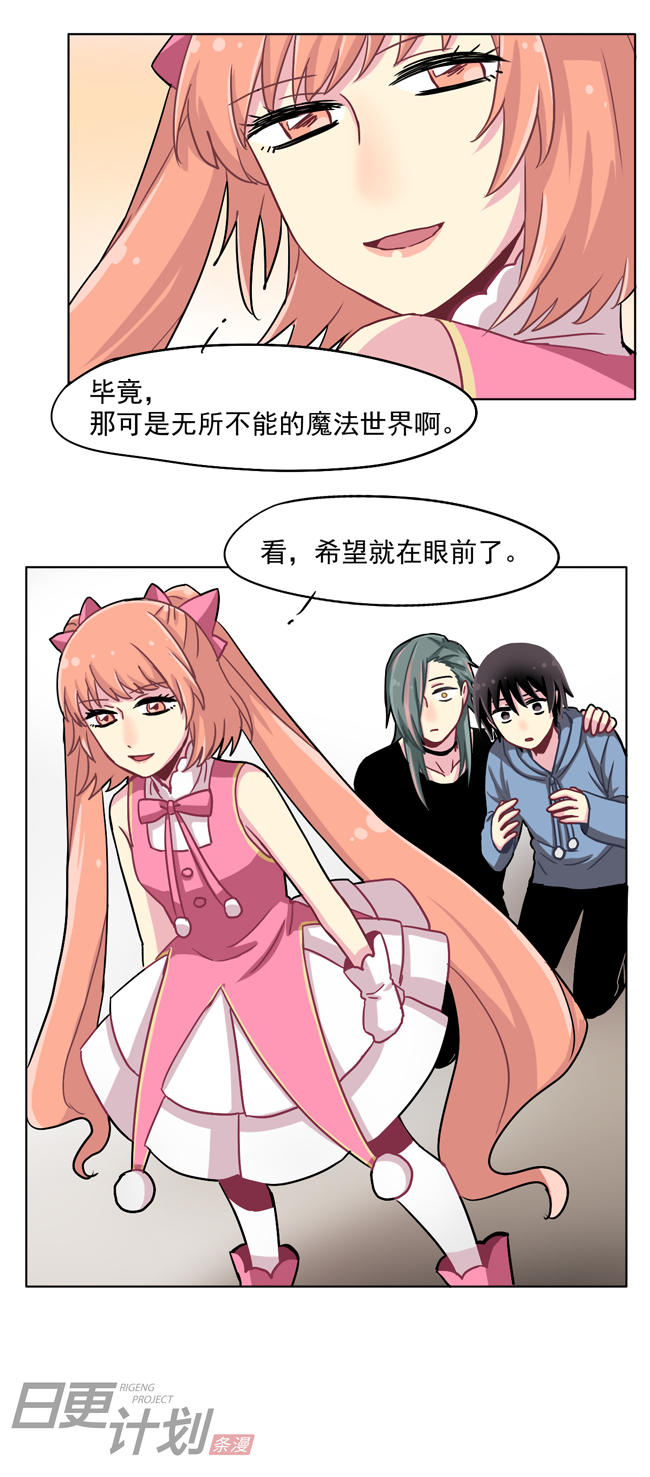 毕竟，
那可是无所不能的魔法世界啊。
看，希望就在眼前了。
日更
RIGENG
PROJECT
计划
条漫